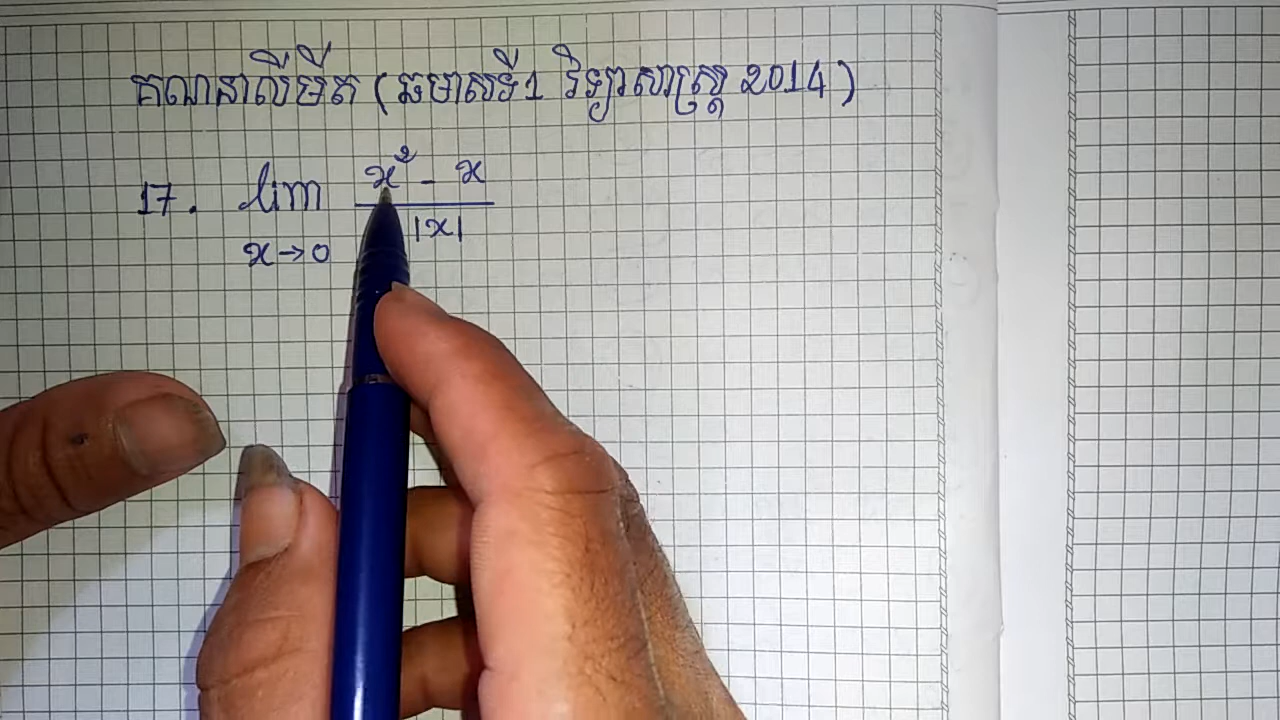 គណនាលីមីត (ឆមាសទី1 វិទ្យាសាស្ត្រ 2014)
17. lim x² - x
x→0 |x|